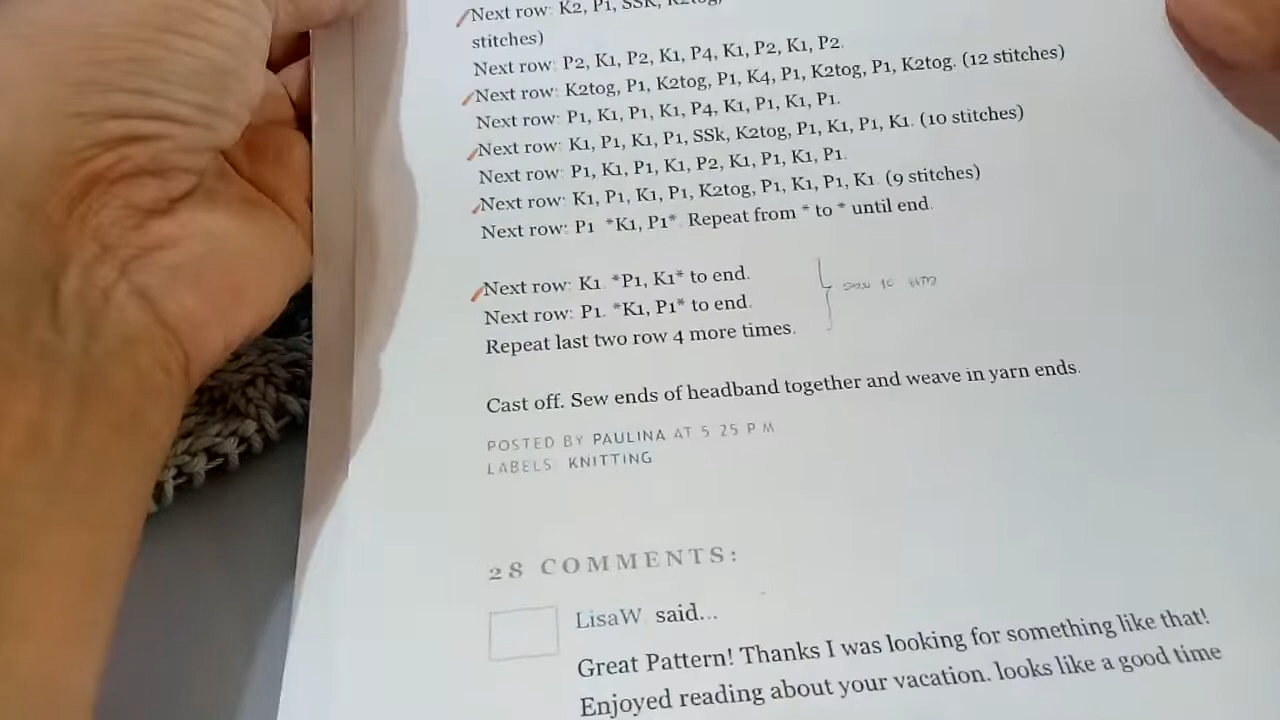 Next row: K2, P1, SSK, K2tog,
stitches)
Next row: P2, K1, P2, K1, P4, K1, P2, K1, P2.
Next row: K2tog, P1, K2tog, P1, K4, P1, K2tog, P1, K2tog. (12 stitches)
Next row: P1, K1, P1, K1, P4, K1, P1, K1, P1.
Next row: K1, P1, K1, P1, SSk, K2tog, P1, K1, P1, K1. (10 stitches)
Next row: P1, K1, P1, K1, P2, K1, P1, K1, P1.
Next row: K1, P1, K1, P1, K2tog, P1, K1, P1, K1. (9 stitches)
Next row: P1 *K1, P1*. Repeat from * to * until end.
Next row: K1. *P1, K1* to end.
Next row: P1. *K1, P1* to end.
Repeat last two row 4 more times.
Cast off. Sew ends of headband together and weave in yarn ends.
POSTED BY PAULINA AT 5:25 PM
LABELS: KNITTING
28 COMMENTS:
LisaW. said...
Great Pattern! Thanks I was looking for something like that!
Enjoyed reading about your vacation. looks like a good time